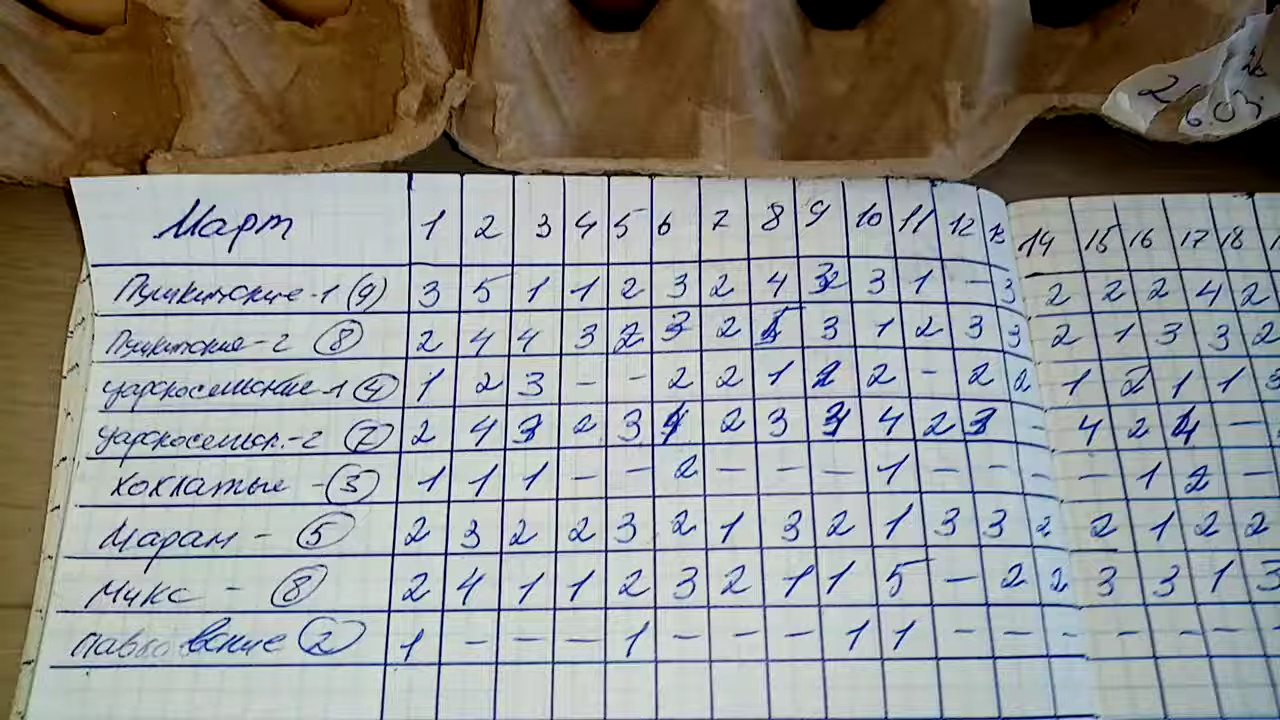 26.03
Март 1 2 3 4 5 6 7 8 9 10 11 12 13 14 15 16 17 18
Пушкинские-1 (9) 3 5 1 1 2 3 2 4 3 1 - 3 2 2 2 4 2
Пушкинские-2 (8) 2 4 4 3 2 3 2 3 1 2 3 3 2 1 3 3 2
царскосельские-1 (4) 1 2 3 - - 2 2 1 2 2 - 2 2 1 2 1 1 3
царскосельск.-2 (7) 2 4 3 2 3 2 3 4 2 3 - 4 2 4 -
Хохлатые - (3) 1 1 1 - - 2 - - - 1 - - - - 1 2 -
Маран - (5) 2 3 2 2 3 2 1 3 2 1 3 3 2 2 1 2 2
Микс - (8) 2 4 1 1 2 3 2 1 1 5 - 2 2 3 3 1 3
павловские (2) 1 - - - 1 - - - 1 1 - - - - - - -